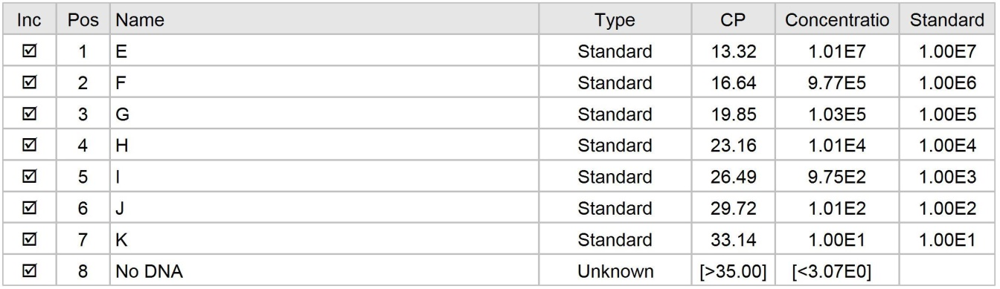 Inc Pos Name Type CP Concentratio Standard
☑ 1 E Standard 13.32 1.01E7 1.00E7
☑ 2 F Standard 16.64 9.77E5 1.00E6
☑ 3 G Standard 19.85 1.03E5 1.00E5
☑ 4 H Standard 23.16 1.01E4 1.00E4
☑ 5 I Standard 26.49 9.75E2 1.00E3
☑ 6 J Standard 29.72 1.01E2 1.00E2
☑ 7 K Standard 33.14 1.00E1 1.00E1
☑ 8 No DNA Unknown [>35.00] [<3.07E0]